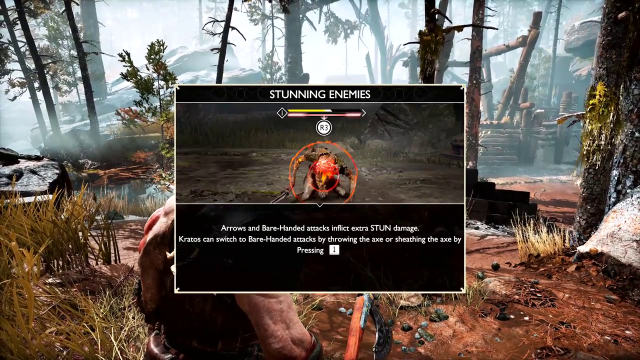 STUNNING ENEMIES
R3
Arrows and Bare-Handed attacks inflict extra STUN damage.
Kratos can switch to Bare-Handed attacks by throwing the axe or sheathing the axe by
Pressing